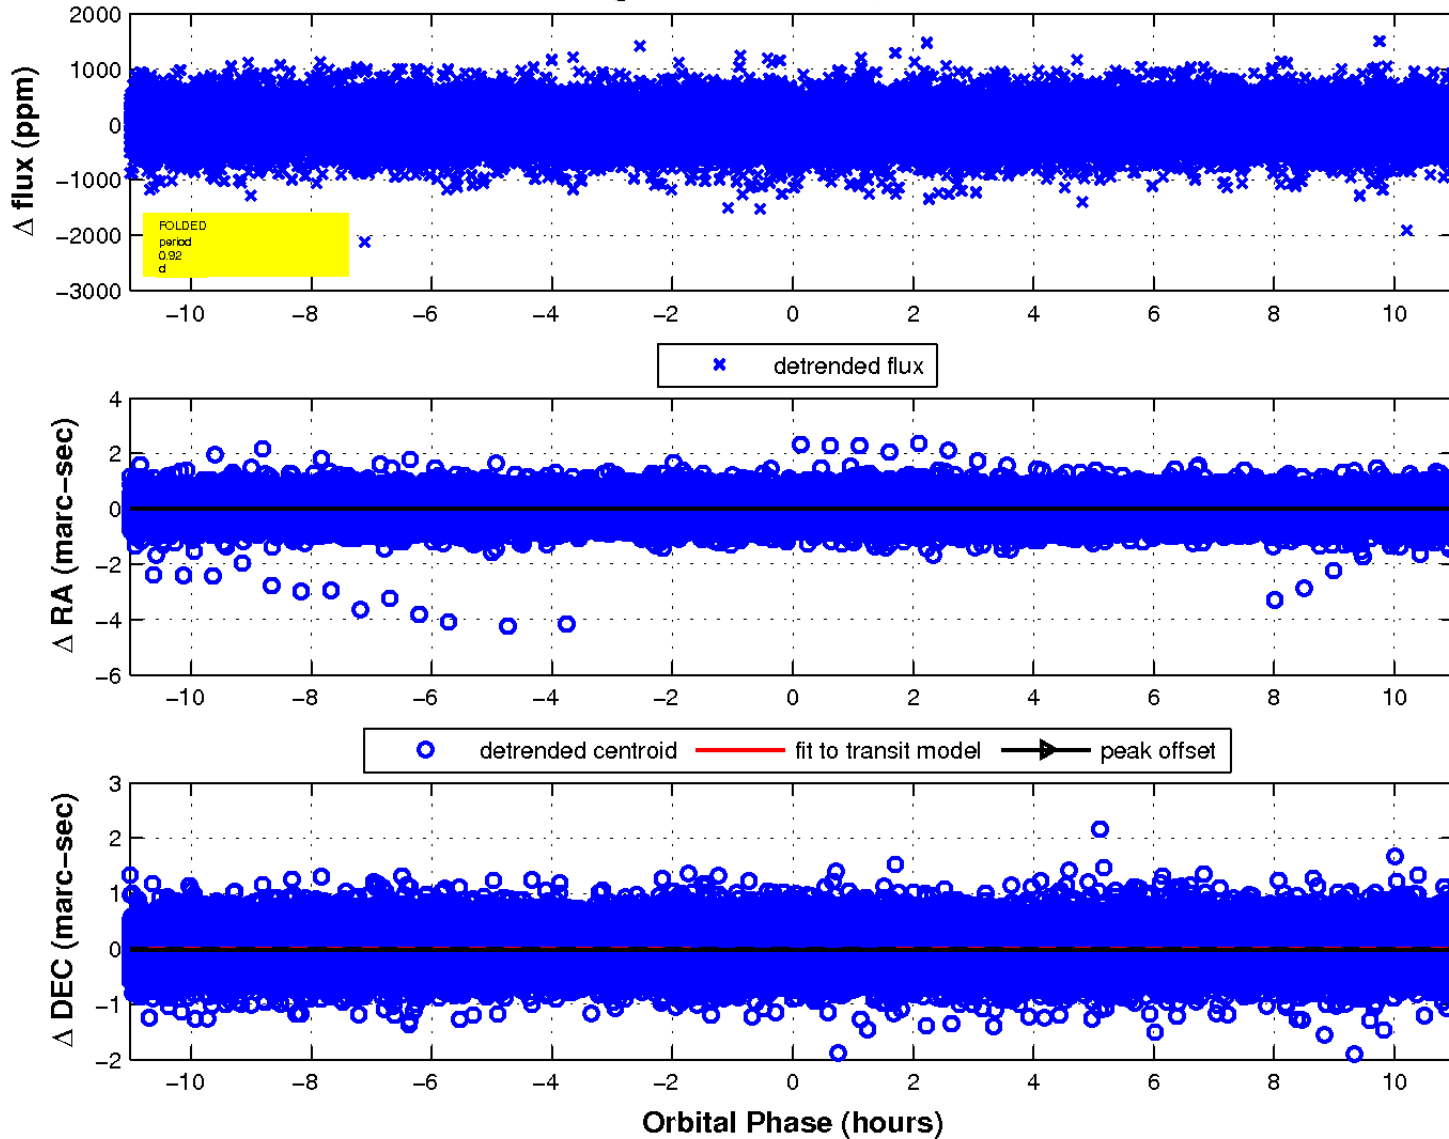 2000
1000
0
−1000
−2000
−3000
Δ flux (ppm)
FOLDED
period
0.92
d
−10 −8 −6 −4 −2 0 2 4 6 8 10
detrended flux
4
2
0
−2
−4
−6
Δ RA (marc−sec)
−10 −8 −6 −4 −2 0 2 4 6 8 10
detrended centroid fit to transit model peak offset
3
2
1
0
−1
−2
Δ DEC (marc−sec)
−10 −8 −6 −4 −2 0 2 4 6 8 10
Orbital Phase (hours)